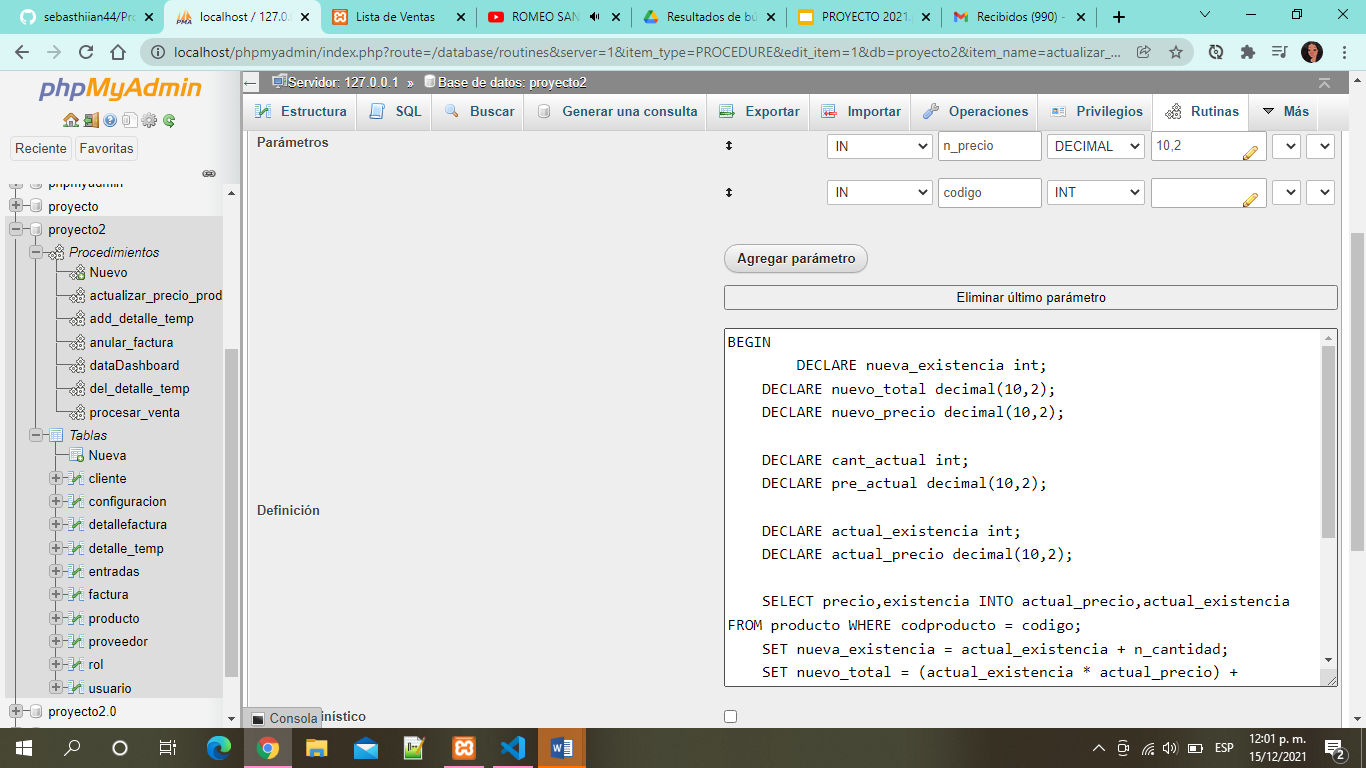 sebasthiian44/Pro
localhost / 127.0.
Lista de Ventas
ROMEO SAN
Resultados de bú
PROYECTO 2021.
Recibidos (990) -
localhost/phpmyadmin/index.php?route=/database/routines&server=1&item_type=PROCEDURE&edit_item=1&db=proyecto2&item_name=actualizar_...
phpMyAdmin
Reciente
Favoritas
phpmyadmin
proyecto
proyecto2
Procedimientos
Nuevo
actualizar_precio_prod
add_detalle_temp
anular_factura
dataDashboard
del_detalle_temp
procesar_venta
Tablas
Nueva
cliente
configuracion
detallefactura
detalle_temp
entradas
factura
producto
proveedor
rol
usuario
proyecto2.0
Servidor: 127.0.0.1 » Base de datos: proyecto2
Estructura
SQL
Buscar
Generar una consulta
Exportar
Importar
Operaciones
Privilegios
Rutinas
Más
Parámetros
IN n_precio DECIMAL 10,2
IN codigo INT
Agregar parámetro
Eliminar último parámetro
Definición
BEGIN
DECLARE nueva_existencia int;
DECLARE nuevo_total decimal(10,2);
DECLARE nuevo_precio decimal(10,2);
DECLARE cant_actual int;
DECLARE pre_actual decimal(10,2);
DECLARE actual_existencia int;
DECLARE actual_precio decimal(10,2);
SELECT precio,existencia INTO actual_precio,actual_existencia
FROM producto WHERE codproducto = codigo;
SET nueva_existencia = actual_existencia + n_cantidad;
SET nuevo_total = (actual_existencia * actual_precio) +
Consola
inístico
ESP
12:01 p. m.
15/12/2021
2